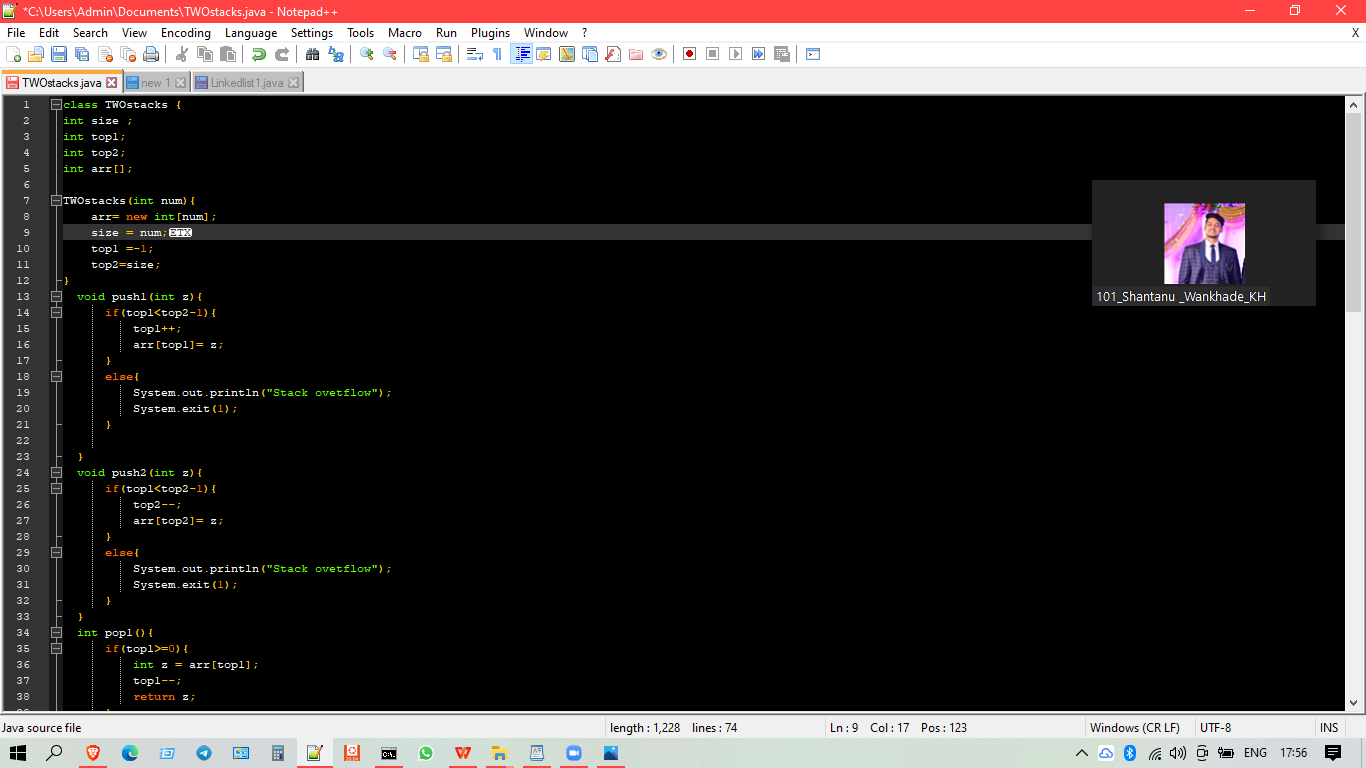 *C:\Users\Admin\Documents\TWOstacks.java - Notepad++
File Edit Search View Encoding Language Settings Tools Macro Run Plugins Window ? X
TWOstacks.java new 1 Linkedlist1.java
1 class TWOstacks {
2 int size ;
3 int top1;
4 int top2;
5 int arr[];
6
7 TWOstacks(int num){
8 arr= new int[num];
9 size = num;ETX
10 top1 =-1;
11 top2=size;
12 }
13 void push1(int z){
14 if(top1<top2-1){
15 top1++;
16 arr[top1]= z;
17 }
18 else{
19 System.out.println("Stack ovetflow");
20 System.exit(1);
21 }
22
23 }
24 void push2(int z){
25 if(top1<top2-1){
26 top2--;
27 arr[top2]= z;
28 }
29 else{
30 System.out.println("Stack ovetflow");
31 System.exit(1);
32 }
33 }
34 int pop1(){
35 if(top1>=0){
36 int z = arr[top1];
37 top1--;
38 return z;
101_Shantanu _Wankhade_KH
Java source file length : 1,228 lines : 74 Ln : 9 Col : 17 Pos : 123 Windows (CR LF) UTF-8 INS
ENG 17:56